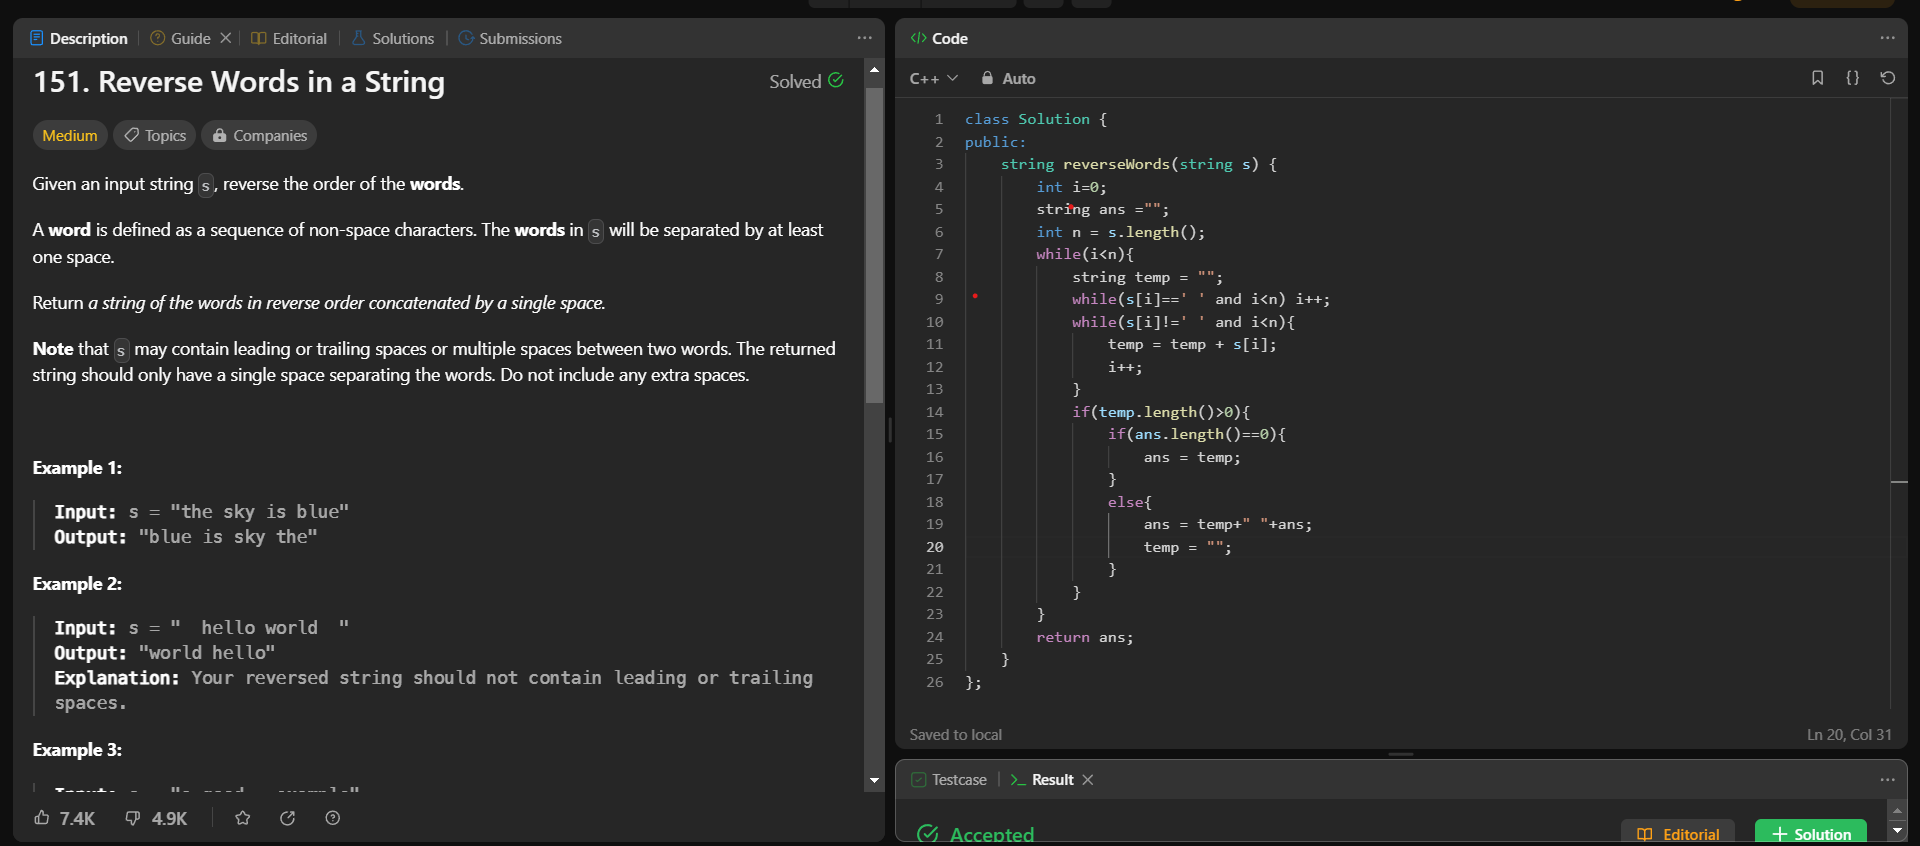 Description
Guide
Editorial
Solutions
Submissions
151. Reverse Words in a String
Solved
Medium
Topics
Companies
Given an input string s, reverse the order of the words.
A word is defined as a sequence of non-space characters. The words in s will be separated by at least
one space.
Return a string of the words in reverse order concatenated by a single space.
Note that s may contain leading or trailing spaces or multiple spaces between two words. The returned
string should only have a single space separating the words. Do not include any extra spaces.
Example 1:
Input: s = "the sky is blue"
Output: "blue is sky the"
Example 2:
Input: s = "  hello world  "
Output: "world hello"
Explanation: Your reversed string should not contain leading or trailing
spaces.
Example 3:
7.4K
4.9K
</> Code
C++
Auto
1 class Solution {
2 public:
3     string reverseWords(string s) {
4         int i=0;
5         string ans ="";
6         int n = s.length();
7         while(i<n){
8             string temp = "";
9             while(s[i]==' ' and i<n) i++;
10             while(s[i]!=' ' and i<n){
11                 temp = temp + s[i];
12                 i++;
13             }
14             if(temp.length()>0){
15                 if(ans.length()==0){
16                     ans = temp;
17                 }
18                 else{
19                     ans = temp+" "+ans;
20                     temp = "";
21                 }
22             }
23         }
24         return ans;
25     }
26 };
Saved to local
Ln 20, Col 31
Testcase
>_ Result
Accepted
Editorial
+ Solution